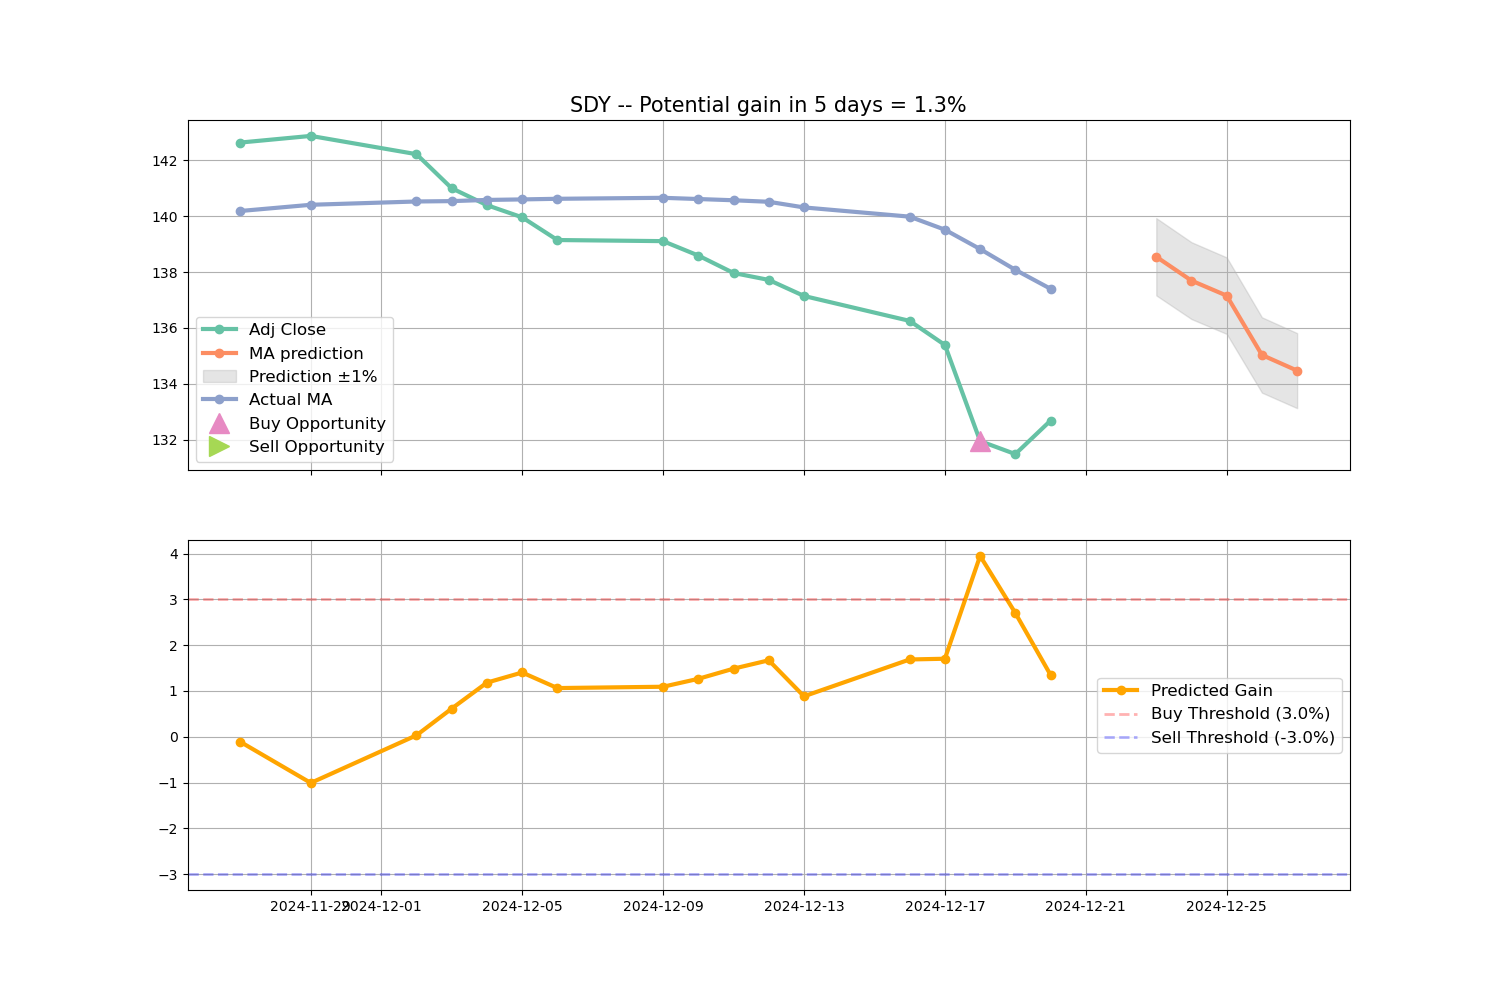 SDY -- Potential gain in 5 days = 1.3%
142
140
138
136
134
132
Adj Close
MA prediction
Prediction ±1%
Actual MA
Buy Opportunity
Sell Opportunity
4
3
2
1
0
−1
−2
−3
Predicted Gain
Buy Threshold (3.0%)
Sell Threshold (-3.0%)
2024-11-29 2024-12-01 2024-12-05 2024-12-09 2024-12-13 2024-12-17 2024-12-21 2024-12-25